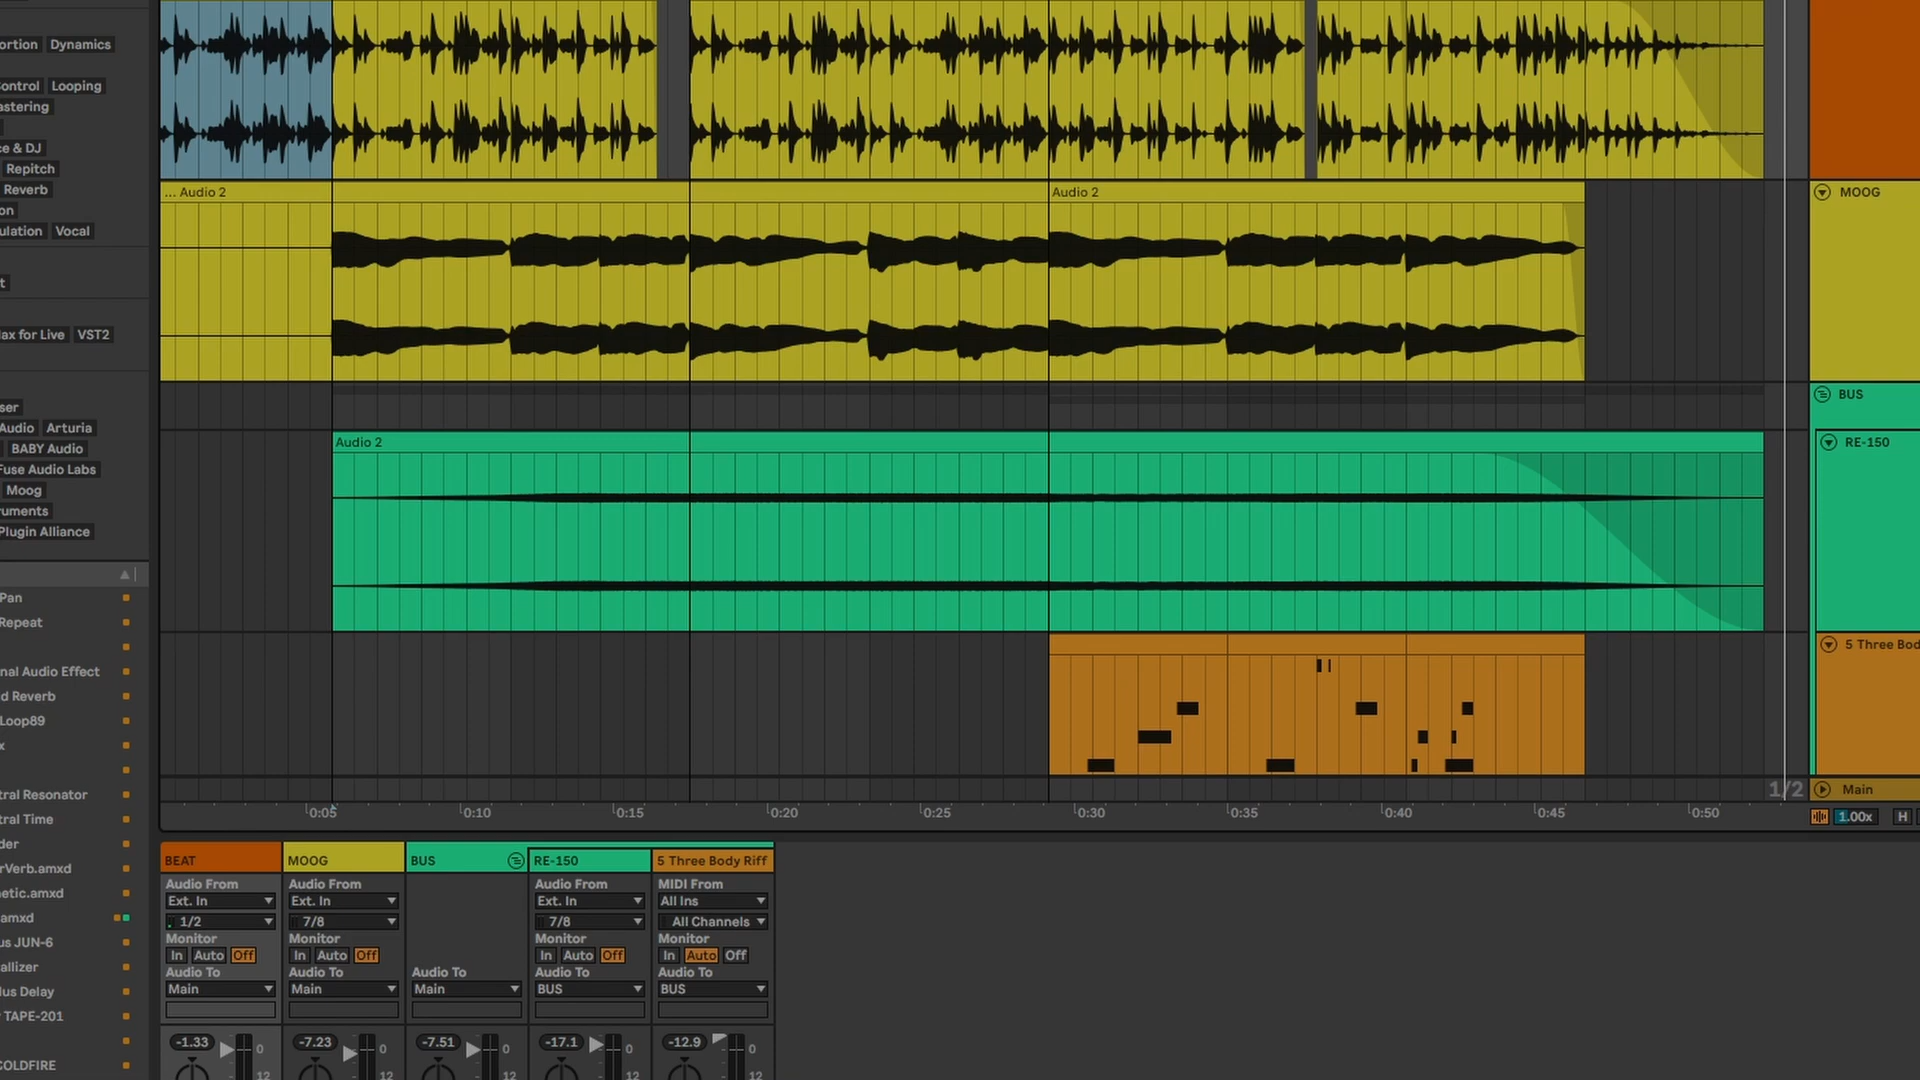 ortion Dynamics
ontrol Looping
astering
ce & DJ
Repitch
Reverb
on
... Audio 2 Audio 2 MOOG
ulation Vocal
t
lax for Live VST2
BUS
ser
Audio Arturia
Audio 2 RE-150
BABY Audio
Fuse Audio Labs
Moog
ruments
Plugin Alliance
Pan
Repeat
5 Three Bod
nal Audio Effect
d Reverb
Loop89
x
tral Resonator
1/2 Main
0:05 0:10 0:15 0:20 0:25 0:30 0:35 0:40 0:45 0:50
1.00x H
tral Time
der
rVerb.amxd
etic.amxd
amxd
us JUN-6
allizer
lus Delay
TAPE-201
COLDFIRE
BEAT MOOG BUS RE-150 5 Three Body Riff
Audio From Audio From Audio From MIDI From
Ext. In Ext. In Ext. In All Ins
1/2 7/8 7/8 All Channels
Monitor Monitor Monitor Monitor
In Auto Off In Auto Off In Auto Off In Auto Off
Audio To Audio To Audio To Audio To Audio To
Main Main Main BUS BUS
-1.33 0 -7.23 0 -7.51 0 -17.1 0 -12.9 0
12 12 12 12 12